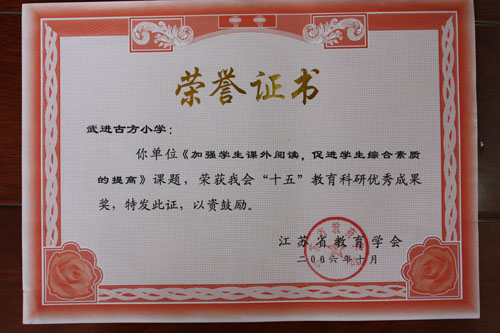 荣誉证书
武进古方小学：
你单位《加强学生课外阅读，促进学生综合素质
的提高》课题，荣获我会“十五”教育科研优秀成果
奖，特发此证，以资鼓励。
江苏省教育学会
二〇〇六年十月